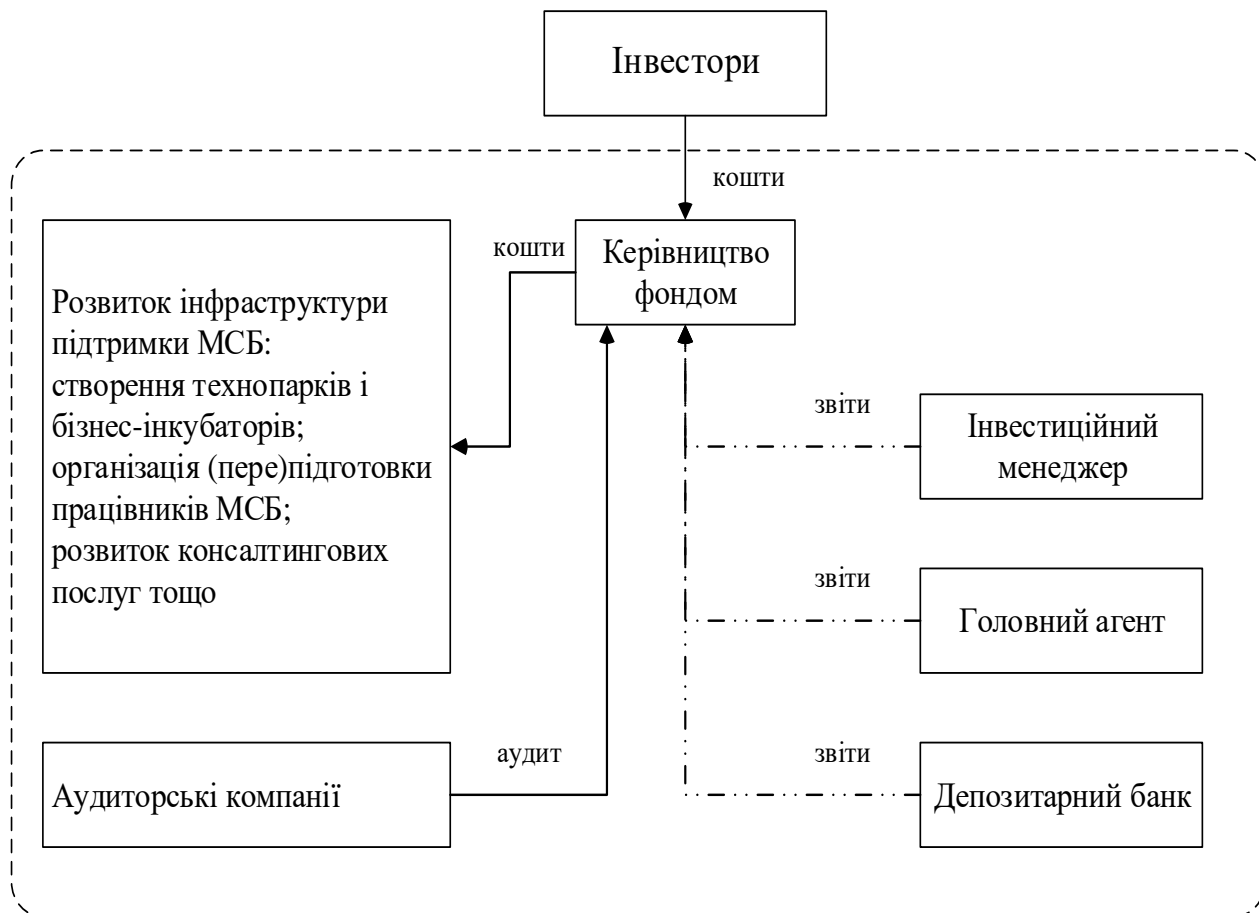 Інвестори
кошти
кошти
Керівництво
фондом
Розвиток інфраструктури
підтримки МСБ:
створення технопарків і
бізнес-інкубаторів;
організація (пере)підготовки
працівників МСБ;
розвиток консалтингових
послуг тощо
звіти
Інвестиційний
менеджер
звіти
Головний агент
аудит
Аудиторські компанії
звіти
Депозитарний банк